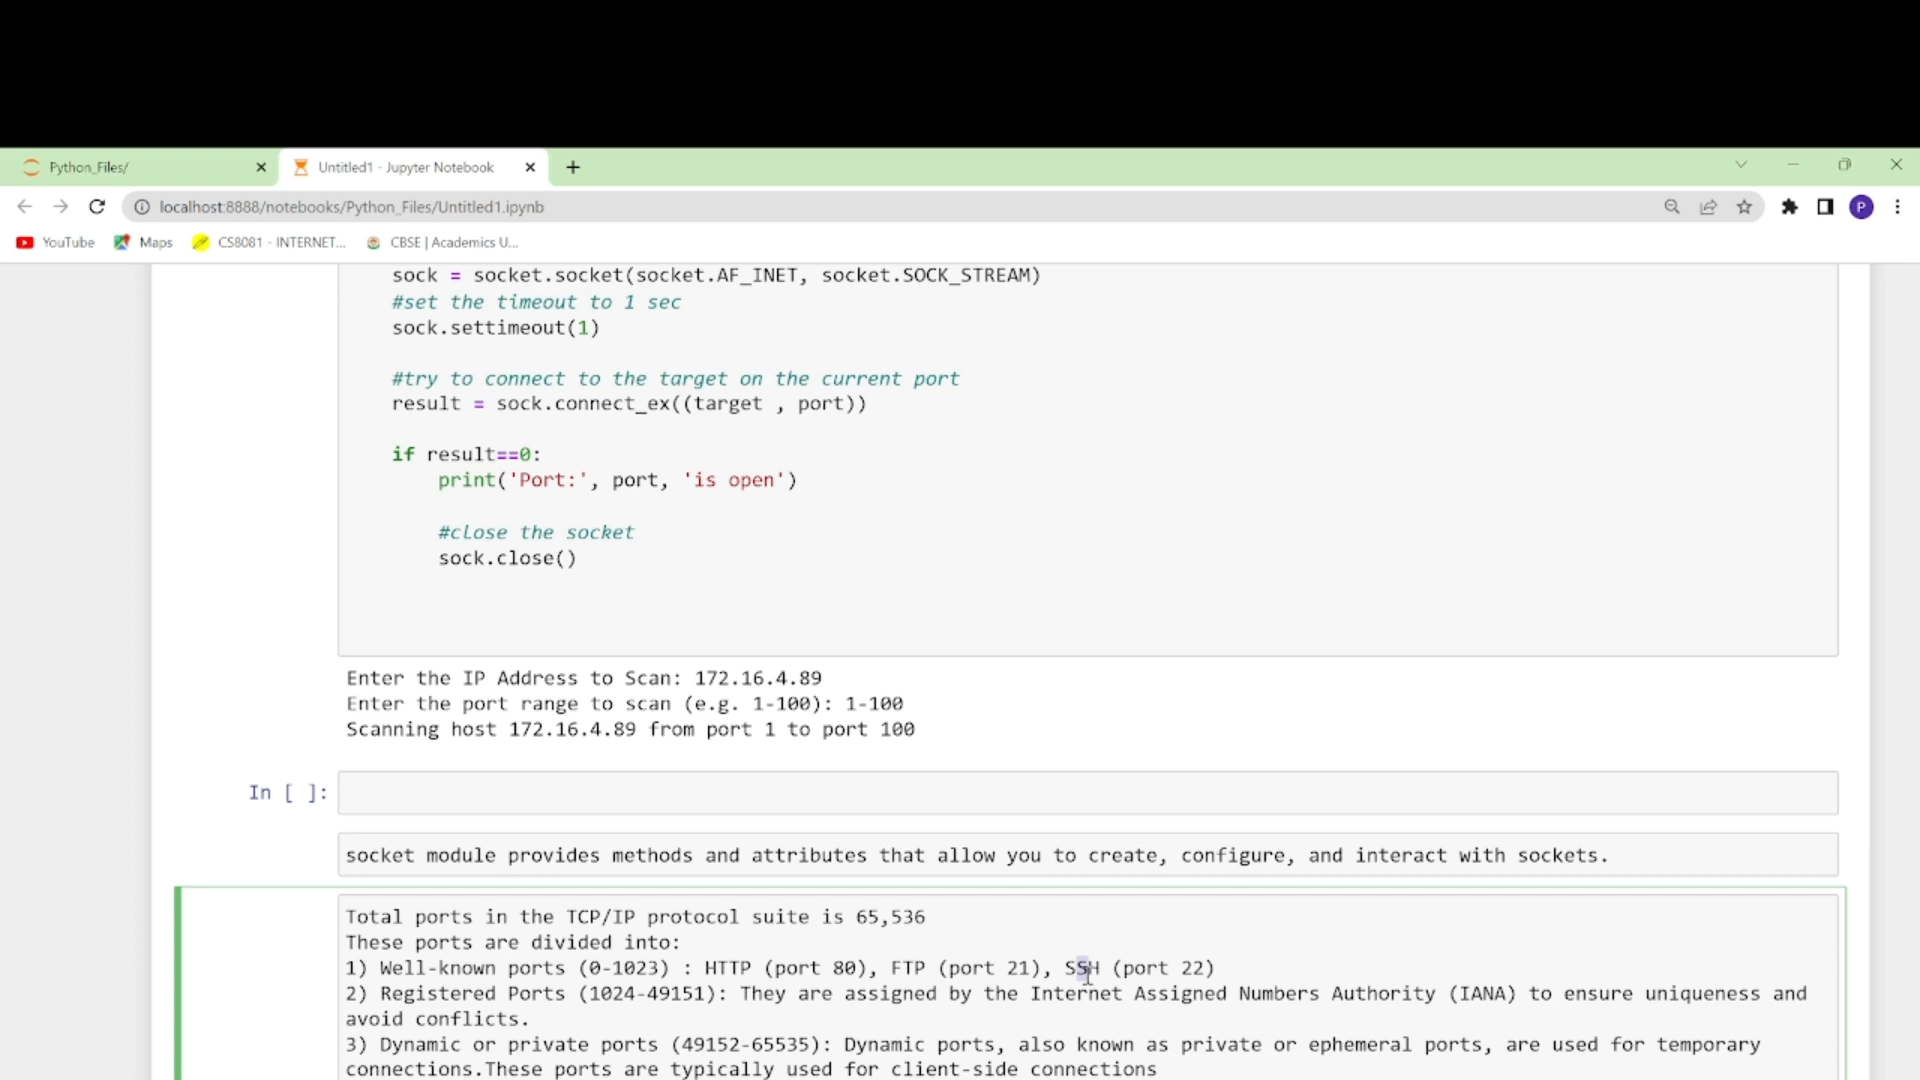 Python_Files/
Untitled1 - Jupyter Notebook
localhost:8888/notebooks/Python_Files/Untitled1.ipynb
P
YouTube
Maps
CS8081 - INTERNET...
CBSE | Academics U...
sock = socket.socket(socket.AF_INET, socket.SOCK_STREAM)
#set the timeout to 1 sec
sock.settimeout(1)
#try to connect to the target on the current port
result = sock.connect_ex((target , port))
if result==0:
print('Port:', port, 'is open')
#close the socket
sock.close()
Enter the IP Address to Scan: 172.16.4.89
Enter the port range to scan (e.g. 1-100): 1-100
Scanning host 172.16.4.89 from port 1 to port 100
In [ ]:
socket module provides methods and attributes that allow you to create, configure, and interact with sockets.
Total ports in the TCP/IP protocol suite is 65,536
These ports are divided into:
1) Well-known ports (0-1023) : HTTP (port 80), FTP (port 21), SSH (port 22)
2) Registered Ports (1024-49151): They are assigned by the Internet Assigned Numbers Authority (IANA) to ensure uniqueness and
avoid conflicts.
3) Dynamic or private ports (49152-65535): Dynamic ports, also known as private or ephemeral ports, are used for temporary
connections.These ports are typically used for client-side connections